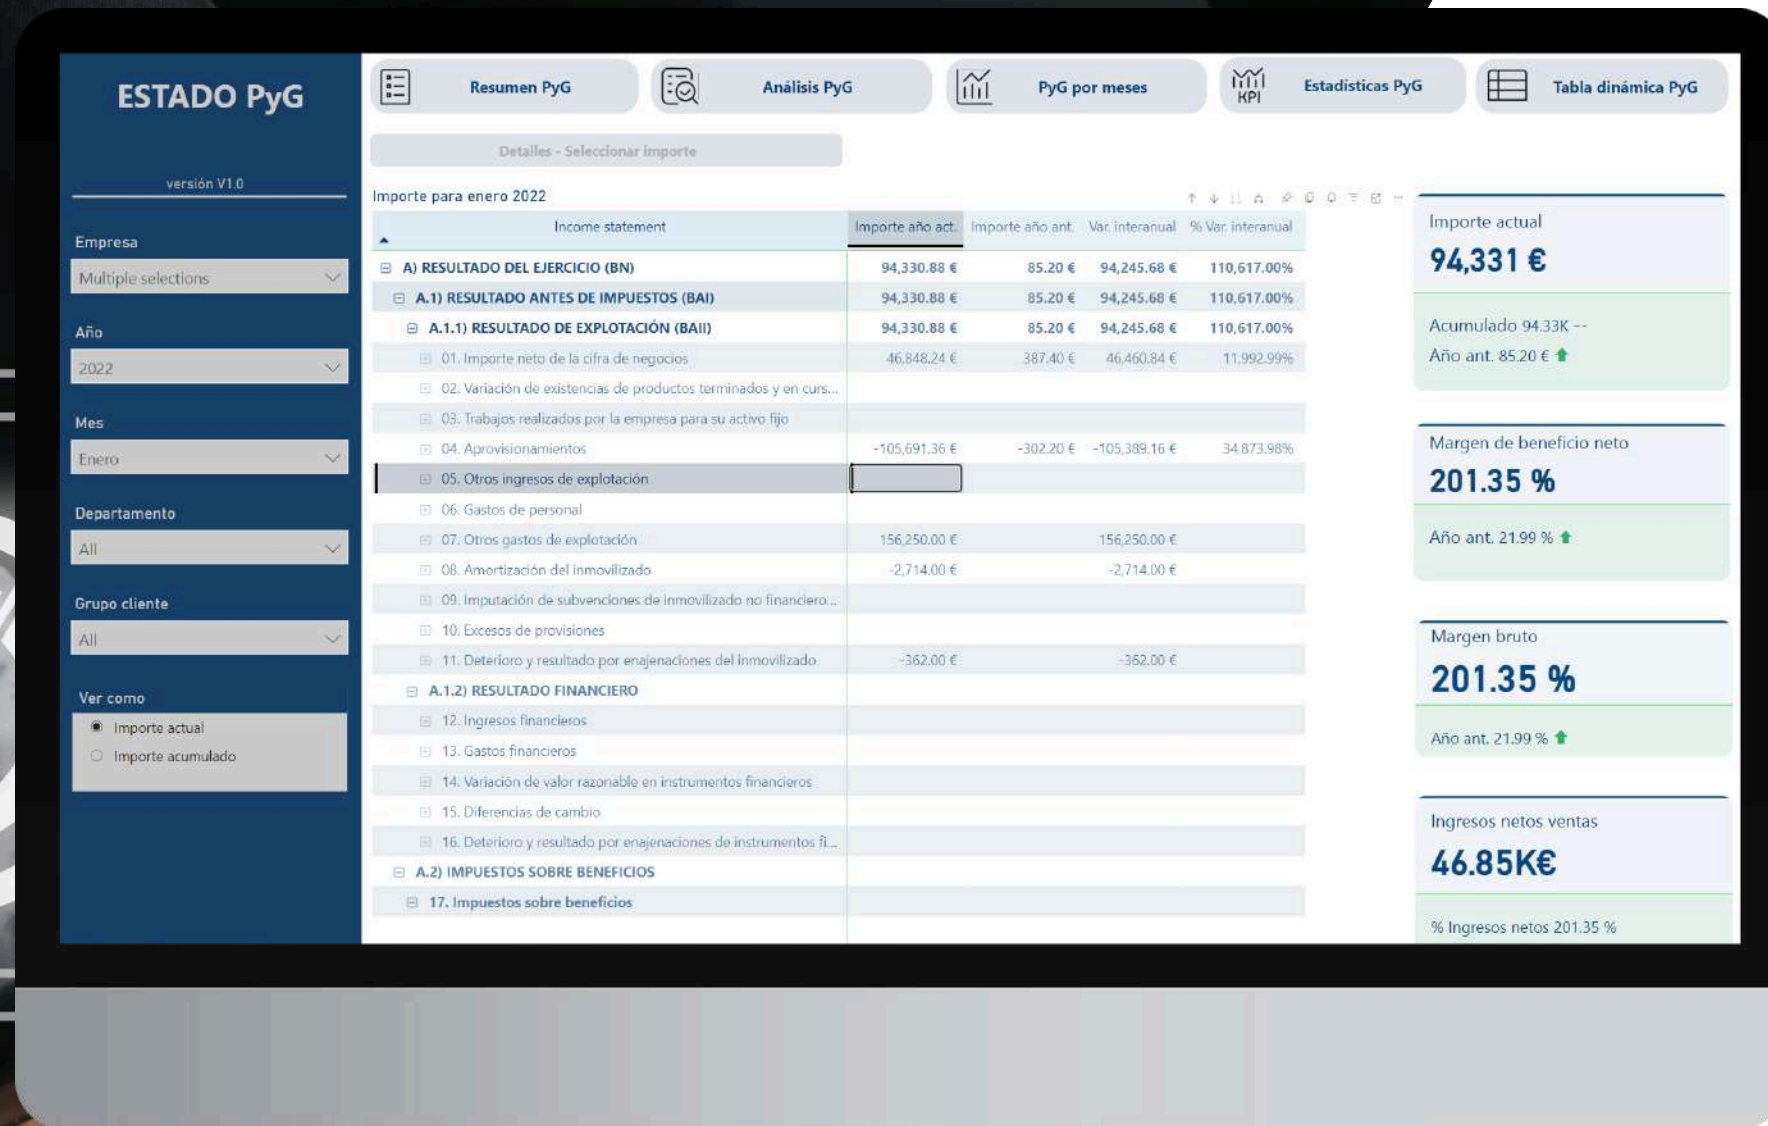 ESTADO PyG
versión V1.0
Empresa
Multiple selections
Año
2022
Mes
Enero
Departamento
All
Grupo cliente
All
Ver como
Importe actual
Importe acumulado
Resumen PyG
Análisis PyG
PyG por meses
KPI
Estadísticas PyG
Tabla dinámica PyG
Detalles - Seleccionar importe
Importe para enero 2022
Income statement Importe año act. Importe año ant. Var. interanual % Var. interanual
A) RESULTADO DEL EJERCICIO (BN) 94,330.88 € 85.20 € 94,245.68 € 110,617.00%
A.1) RESULTADO ANTES DE IMPUESTOS (BAI) 94,330.88 € 85.20 € 94,245.68 € 110,617.00%
A.1.1) RESULTADO DE EXPLOTACIÓN (BAII) 94,330.88 € 85.20 € 94,245.68 € 110,617.00%
01. Importe neto de la cifra de negocios 46,848.24 € 387.40 € 46,460.84 € 11,992.99%
02. Variación de existencias de productos terminados y en curs...
03. Trabajos realizados por la empresa para su activo fijo
04. Aprovisionamientos -105,691.36 € -302.20 € -105,389.16 € 34,873.98%
05. Otros ingresos de explotación
06. Gastos de personal
07. Otros gastos de explotación 156,250.00 € 156,250.00 €
08. Amortización del inmovilizado -2,714.00 € -2,714.00 €
09. Imputación de subvenciones de inmovilizado no financiero...
10. Excesos de provisiones
11. Deterioro y resultado por enajenaciones del inmovilizado -362.00 € -362.00 €
A.1.2) RESULTADO FINANCIERO
12. Ingresos financieros
13. Gastos financieros
14. Variación de valor razonable en instrumentos financieros
15. Diferencias de cambio
16. Deterioro y resultado por enajenaciones de instrumentos fi...
A.2) IMPUESTOS SOBRE BENEFICIOS
17. Impuestos sobre beneficios
Importe actual
94,331 €
Acumulado 94.33K --
Año ant. 85.20 €
Margen de beneficio neto
201.35 %
Año ant. 21.99 %
Margen bruto
201.35 %
Año ant. 21.99 %
Ingresos netos ventas
46.85K€
% Ingresos netos 201.35 %